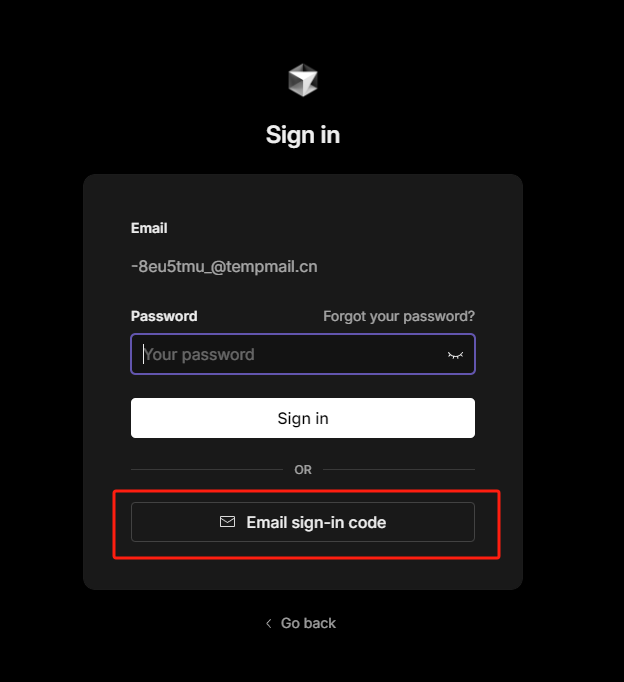 Sign in
Email
-8eu5tmu_@tempmail.cn
Password Forgot your password?
Your password
Sign in
OR
Email sign-in code
Go back